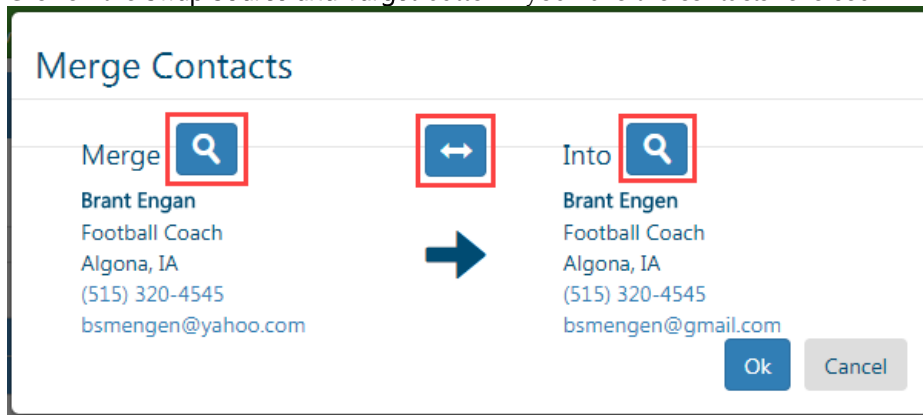 Merge Contacts
Merge
Into
Brant Engan
Football Coach
Algona, IA
(515) 320-4545
bsmengen@yahoo.com
Brant Engen
Football Coach
Algona, IA
(515) 320-4545
bsmengen@gmail.com
Ok
Cancel